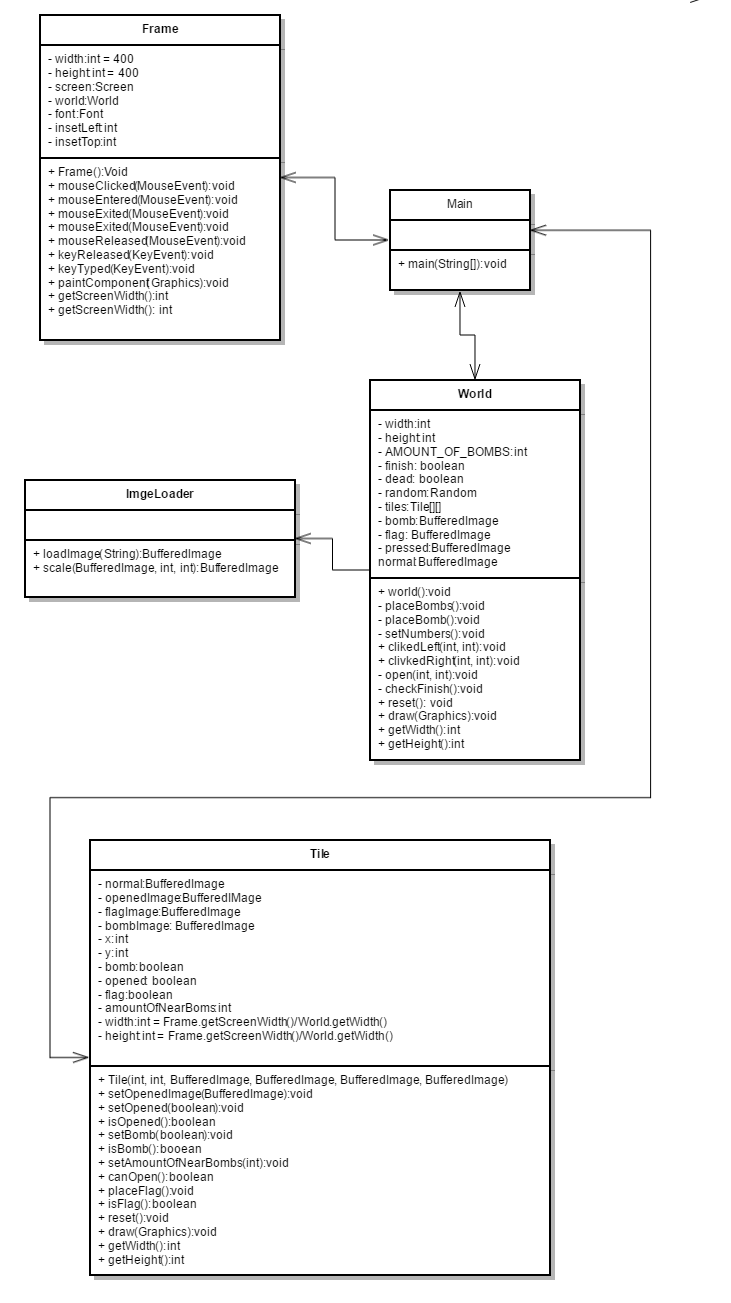 Frame
- width:int = 400
- height:int = 400
- screen:Screen
- world:World
- font:Font
- insetLeft:int
- insetTop:int
+ Frame():Void
+ mouseClicked(MouseEvent):void
+ mouseEntered(MouseEvent):void
+ mouseExited(MouseEvent):void
+ mouseExited(MouseEvent):void
+ mouseReleased(MouseEvent):void
+ keyReleased(KeyEvent):void
+ keyTyped(KeyEvent):void
+ paintComponent(Graphics):void
+ getScreenWidth():int
+ getScreenWidth(): int
Main
+ main(String[]):void
World
- width:int
- height:int
- AMOUNT_OF_BOMBS:int
- finish: boolean
- dead: boolean
- random:Random
- tiles:Tile[][]
- bomb:BufferedImage
- flag: BufferedImage
- pressed:BufferedImage
normal:BufferedImage
+ world():void
- placeBombs():void
- placeBomb():void
- setNumbers():void
+ clikedLeft(int, int):void
+ clivkedRight(int, int):void
- open(int, int):void
- checkFinish():void
+ reset(): void
+ draw(Graphics):void
+ getWidth():int
+ getHeight():int
ImgeLoader
+ loadImage(String):BufferedImage
+ scale(BufferedImage, int, int):BufferedImage
Tile
- normal:BufferedImage
- openedImage:BufferedIMage
- flagImage:BufferedImage
- bombImage: BufferedImage
- x:int
- y:int
- bomb:boolean
- opened: boolean
- flag:boolean
- amountOfNearBoms:int
- width:int = Frame.getScreenWidth()/World.getWidth()
- height:int = Frame.getScreenWidth()/World.getWidth()
+ Tile(int, int, BufferedImage, BufferedImage, BufferedImage, BufferedImage)
+ setOpenedImage(BufferedImage):void
+ setOpened(boolean):void
+ isOpened():boolean
+ setBomb(boolean):void
+ isBomb():booean
+ setAmountOfNearBombs(int):void
+ canOpen():boolean
+ placeFlag():void
+ isFlag():boolean
+ reset():void
+ draw(Graphics):void
+ getWidth():int
+ getHeight():int